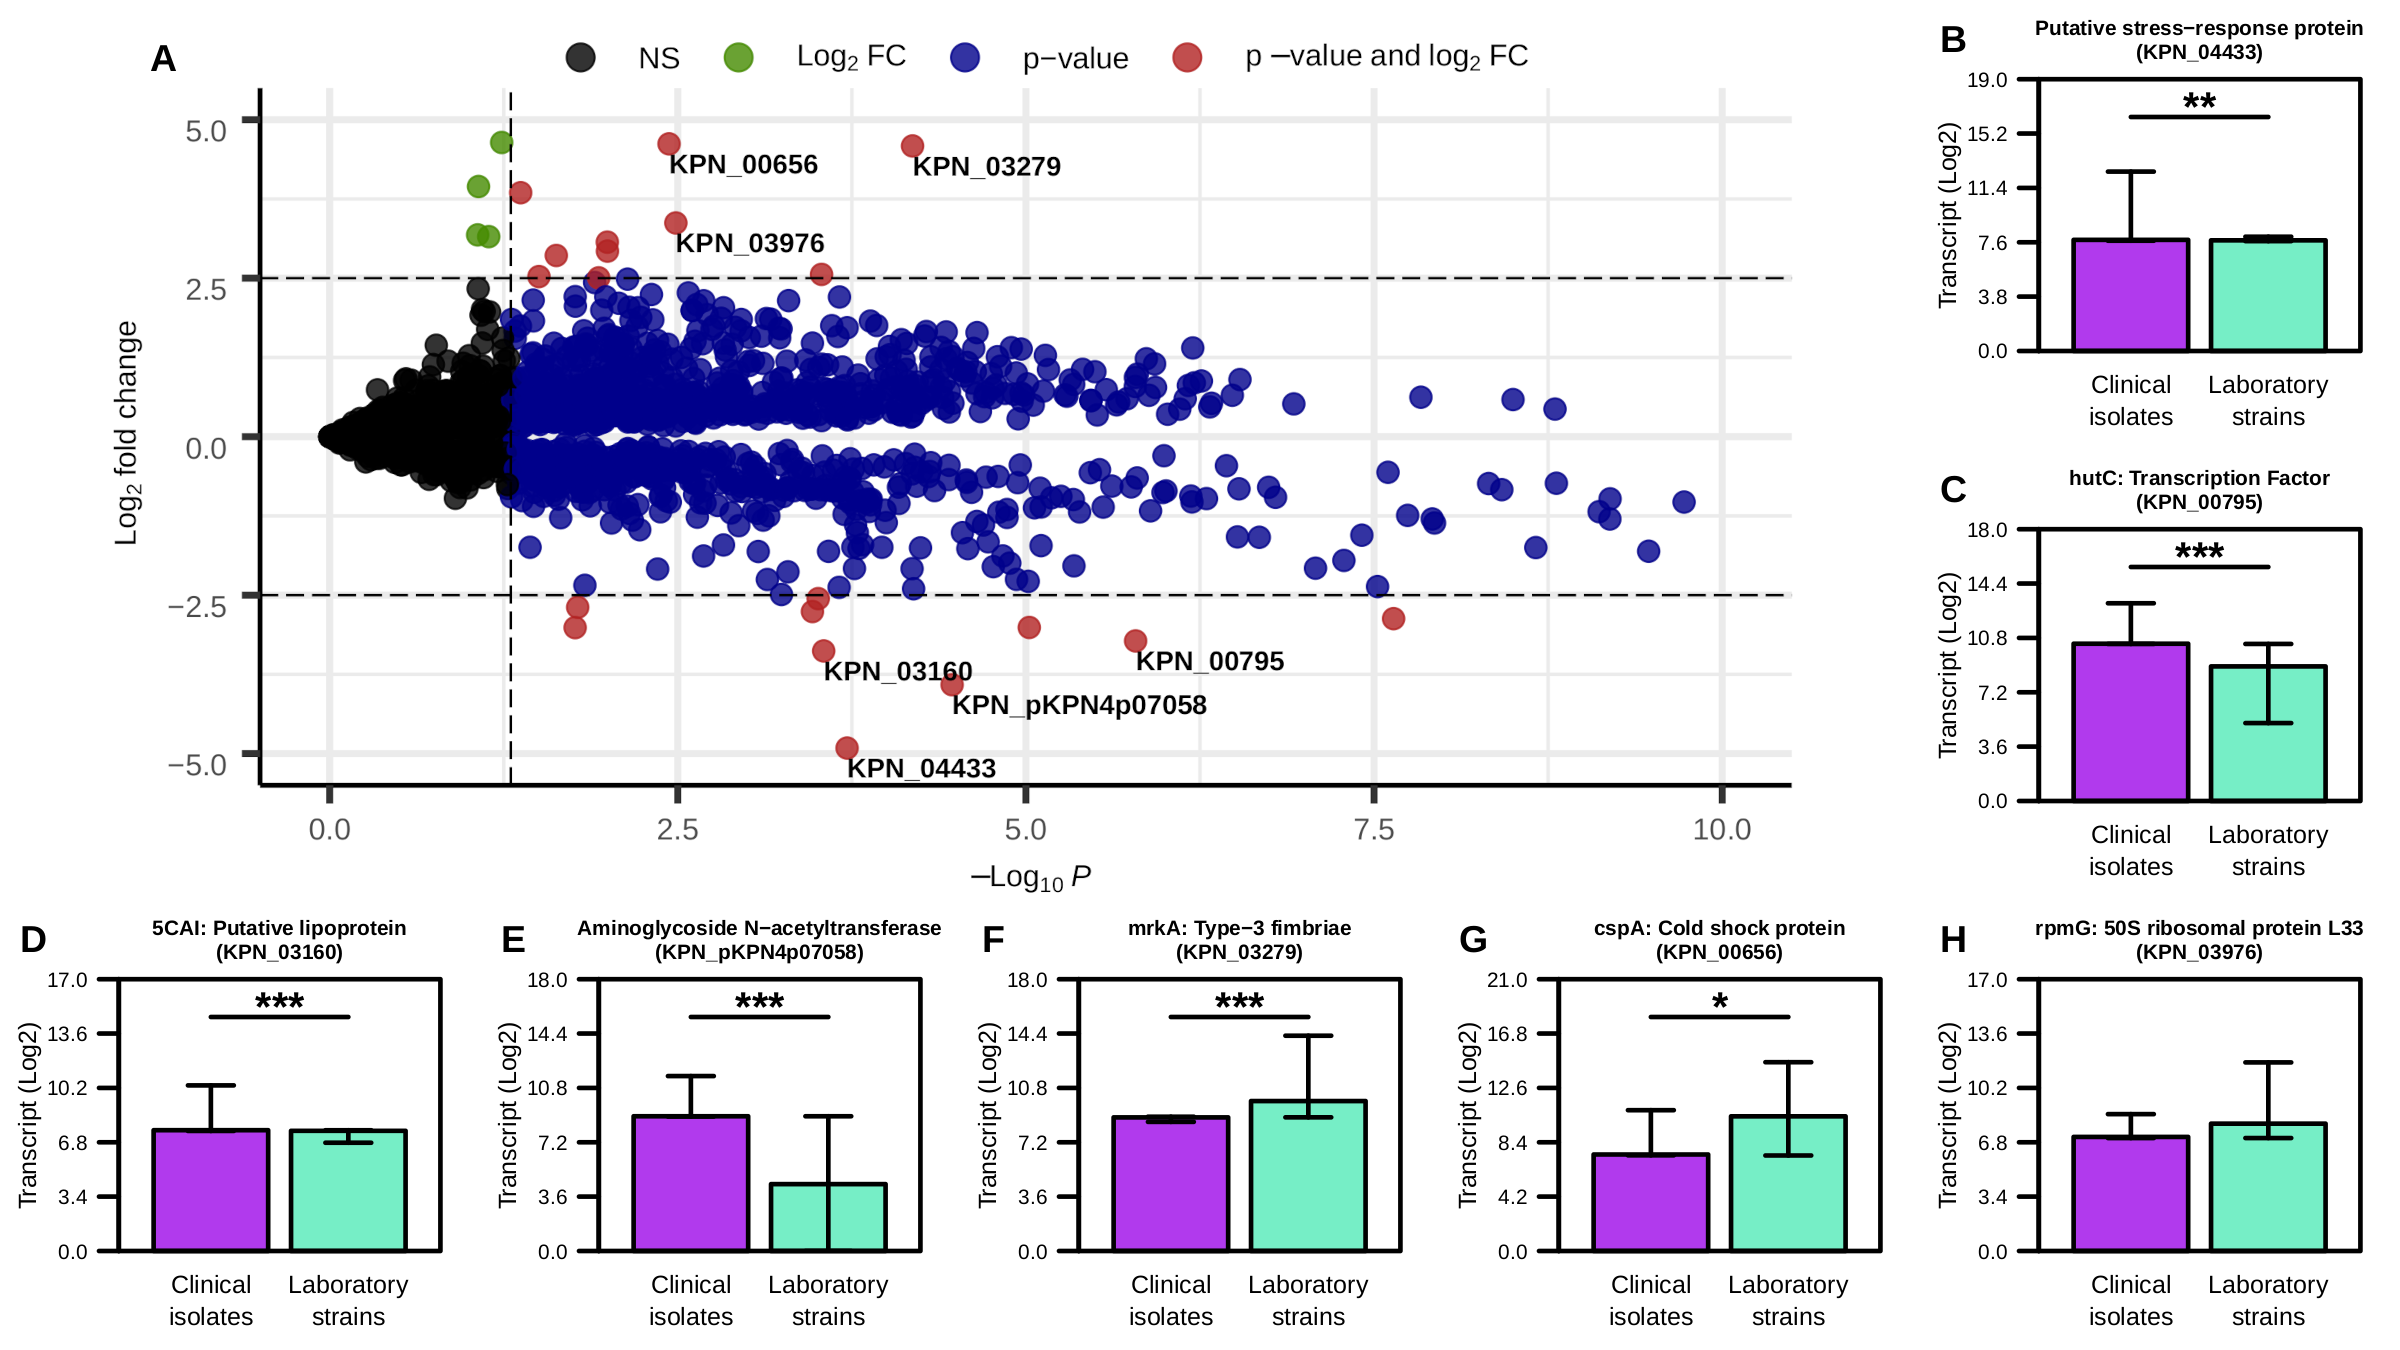 A
NS
Log2 FC
p−value
p −value and log2 FC
5.0
2.5
0.0
−2.5
−5.0
Log2 fold change
KPN_00656
KPN_03279
KPN_03976
KPN_03160
KPN_00795
KPN_pKPN4p07058
KPN_04433
0.0
2.5
5.0
7.5
10.0
−Log10 P
B
Putative stress−response protein
(KPN_04433)
Transcript (Log2)
19.0
15.2
11.4
7.6
3.8
0.0
**
Clinical
isolates
Laboratory
strains
C
hutC: Transcription Factor
(KPN_00795)
Transcript (Log2)
18.0
14.4
10.8
7.2
3.6
0.0
***
Clinical
isolates
Laboratory
strains
D
5CAI: Putative lipoprotein
(KPN_03160)
Transcript (Log2)
17.0
13.6
10.2
6.8
3.4
0.0
***
Clinical
isolates
Laboratory
strains
E
Aminoglycoside N−acetyltransferase
(KPN_pKPN4p07058)
Transcript (Log2)
18.0
14.4
10.8
7.2
3.6
0.0
***
Clinical
isolates
Laboratory
strains
F
mrkA: Type−3 fimbriae
(KPN_03279)
Transcript (Log2)
18.0
14.4
10.8
7.2
3.6
0.0
***
Clinical
isolates
Laboratory
strains
G
cspA: Cold shock protein
(KPN_00656)
Transcript (Log2)
21.0
16.8
12.6
8.4
4.2
0.0
*
Clinical
isolates
Laboratory
strains
H
rpmG: 50S ribosomal protein L33
(KPN_03976)
Transcript (Log2)
17.0
13.6
10.2
6.8
3.4
0.0
Clinical
isolates
Laboratory
strains